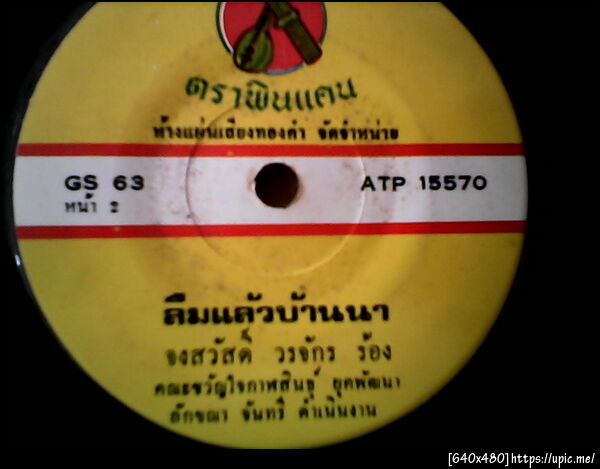 ตราพิณแคน
ห้างแผ่นเสียงทองคำ จัดจำหน่าย
GS 63
หน้า 2
ATP 15570
ลืมแล้วบ้านนา
จงสวัสดิ์ วรจักร ร้อง
คณะขวัญใจกาฬสินธุ์ ยุคพัฒนา
ลักขณา จันทรี ดำเนินงาน
[640x480]https://upic.me/